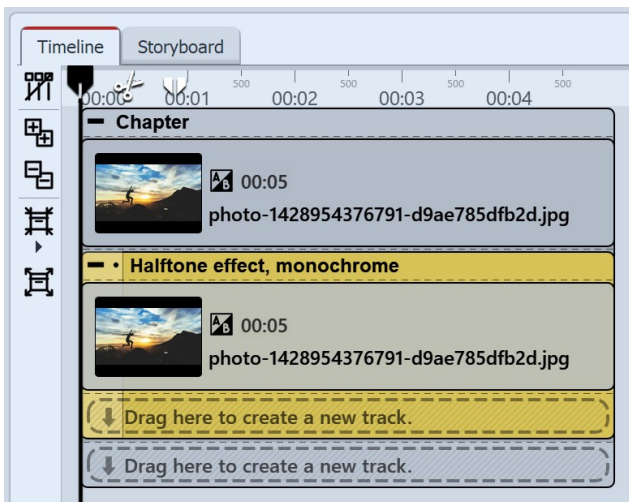 Timeline Storyboard
00:00 00:01 500 00:02 500 00:03 500 00:04 500
Chapter
A B 00:05
photo-1428954376791-d9ae785dfb2d.jpg
Halftone effect, monochrome
A B 00:05
photo-1428954376791-d9ae785dfb2d.jpg
Drag here to create a new track.
Drag here to create a new track.